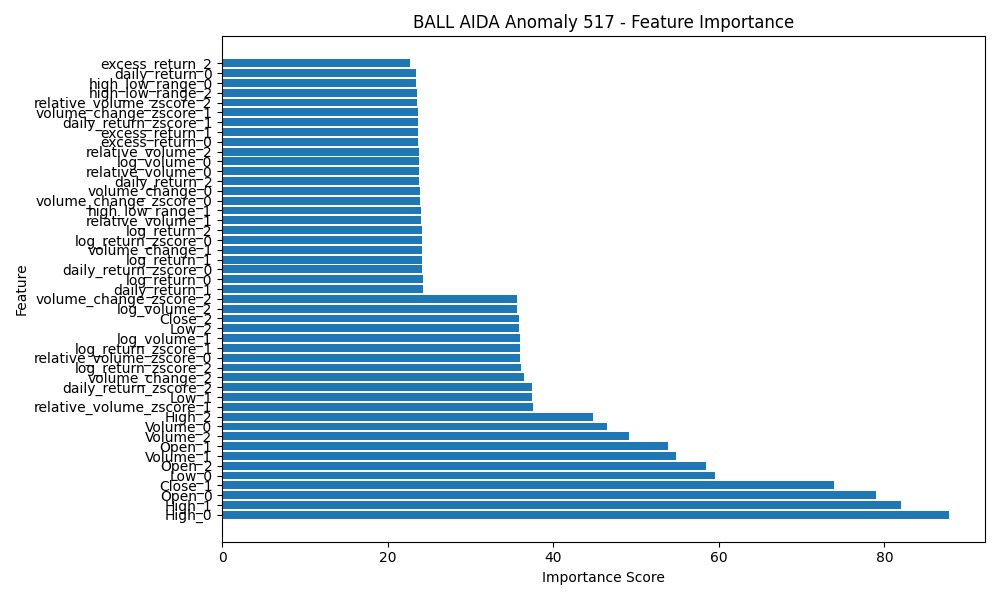 BALL AIDA Anomaly 517 - Feature Importance
excess_return_2
daily_return_0
high_low_range_0
high_low_range_2
relative_volume_zscore_2
volume_change_zscore_1
daily_return_zscore_1
excess_return_1
excess_return_0
relative_volume_2
log_volume_0
relative_volume_0
daily_return_2
volume_change_0
volume_change_zscore_0
high_low_range_1
relative_volume_1
log_return_2
log_return_zscore_0
volume_change_1
log_return_1
daily_return_zscore_0
log_return_0
daily_return_1
volume_change_zscore_2
log_volume_2
Close_2
Low_2
log_volume_1
log_return_zscore_1
relative_volume_zscore_0
log_return_zscore_2
volume_change_2
daily_return_zscore_2
Low_1
relative_volume_zscore_1
High_2
Volume_0
Volume_2
Open_1
Volume_1
Open_2
Low_0
Close_1
Open_0
High_1
High_0
Feature
0 20 40 60 80
Importance Score